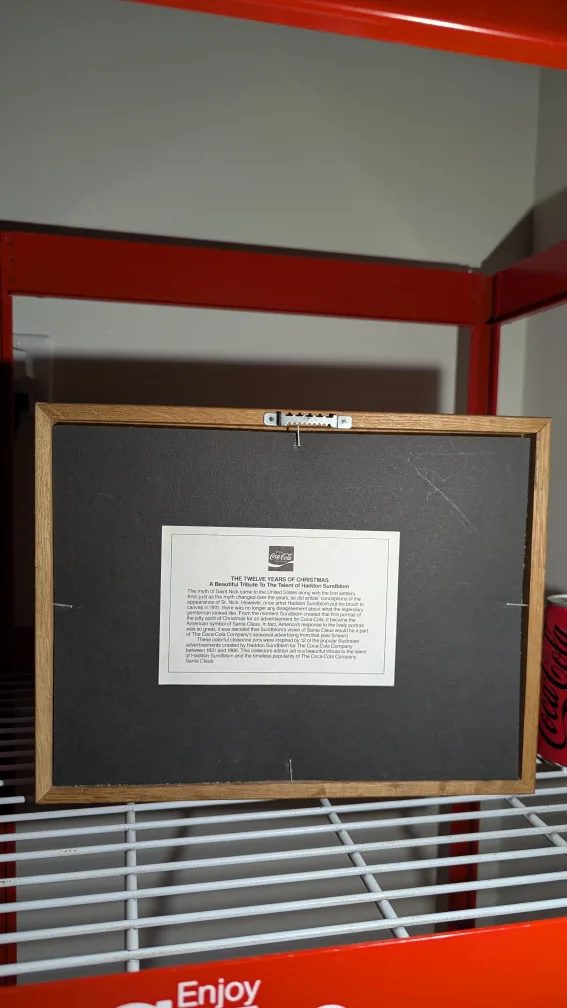 Coca-Cola
THE TWELVE YEARS OF CHRISTMAS
A Beautiful Tribute To The Talent of Haddon Sundblom
The myth of Saint Nick came to the United States along with the first settlers.
And just as the myth changed over the years, so did artists' conceptions of the
appearance of St. Nick. However, once artist Haddon Sundblom put his brush to
canvas in 1931, there was no longer any disagreement about what the legendary
gentleman looked like. From the moment Sundblom created that first portrait of
the jolly spirit of Christmas for an advertisement for Coca-Cola, it became the
American symbol of Santa Claus. In fact, America's response to the lively portrait
was so great, it was decided that Sundblom's vision of Santa Claus would be a part
of The Coca-Cola Company's seasonal advertising from that year forward.
These colorful cloisonne pins were inspired by 12 of the popular illustrated
advertisements created by Haddon Sundblom for The Coca-Cola Company
between 1931 and 1966. This collector's edition set is a beautiful tribute to the talent
of Haddon Sundblom and the timeless popularity of The Coca-Cola Company
Santa Claus.
Coca-Cola
Enjoy